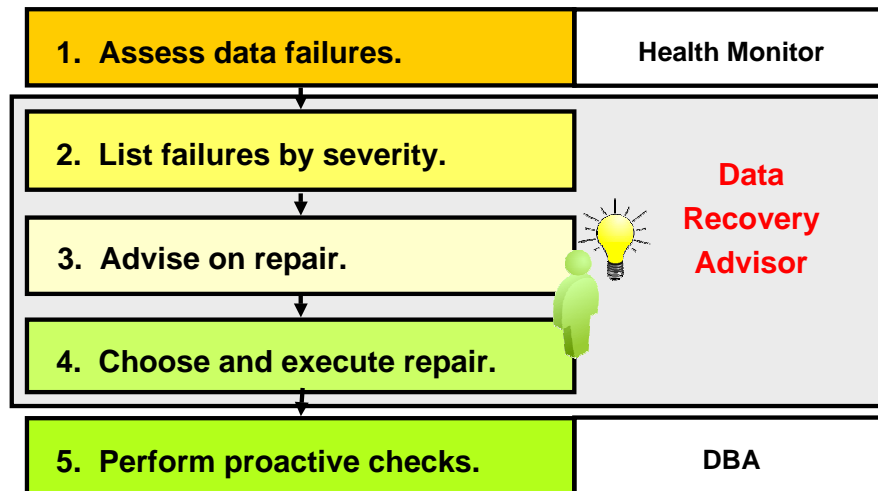 1. Assess data failures.
Health Monitor
2. List failures by severity.
Data
Recovery
Advisor
3. Advise on repair.
4. Choose and execute repair.
5. Perform proactive checks.
DBA